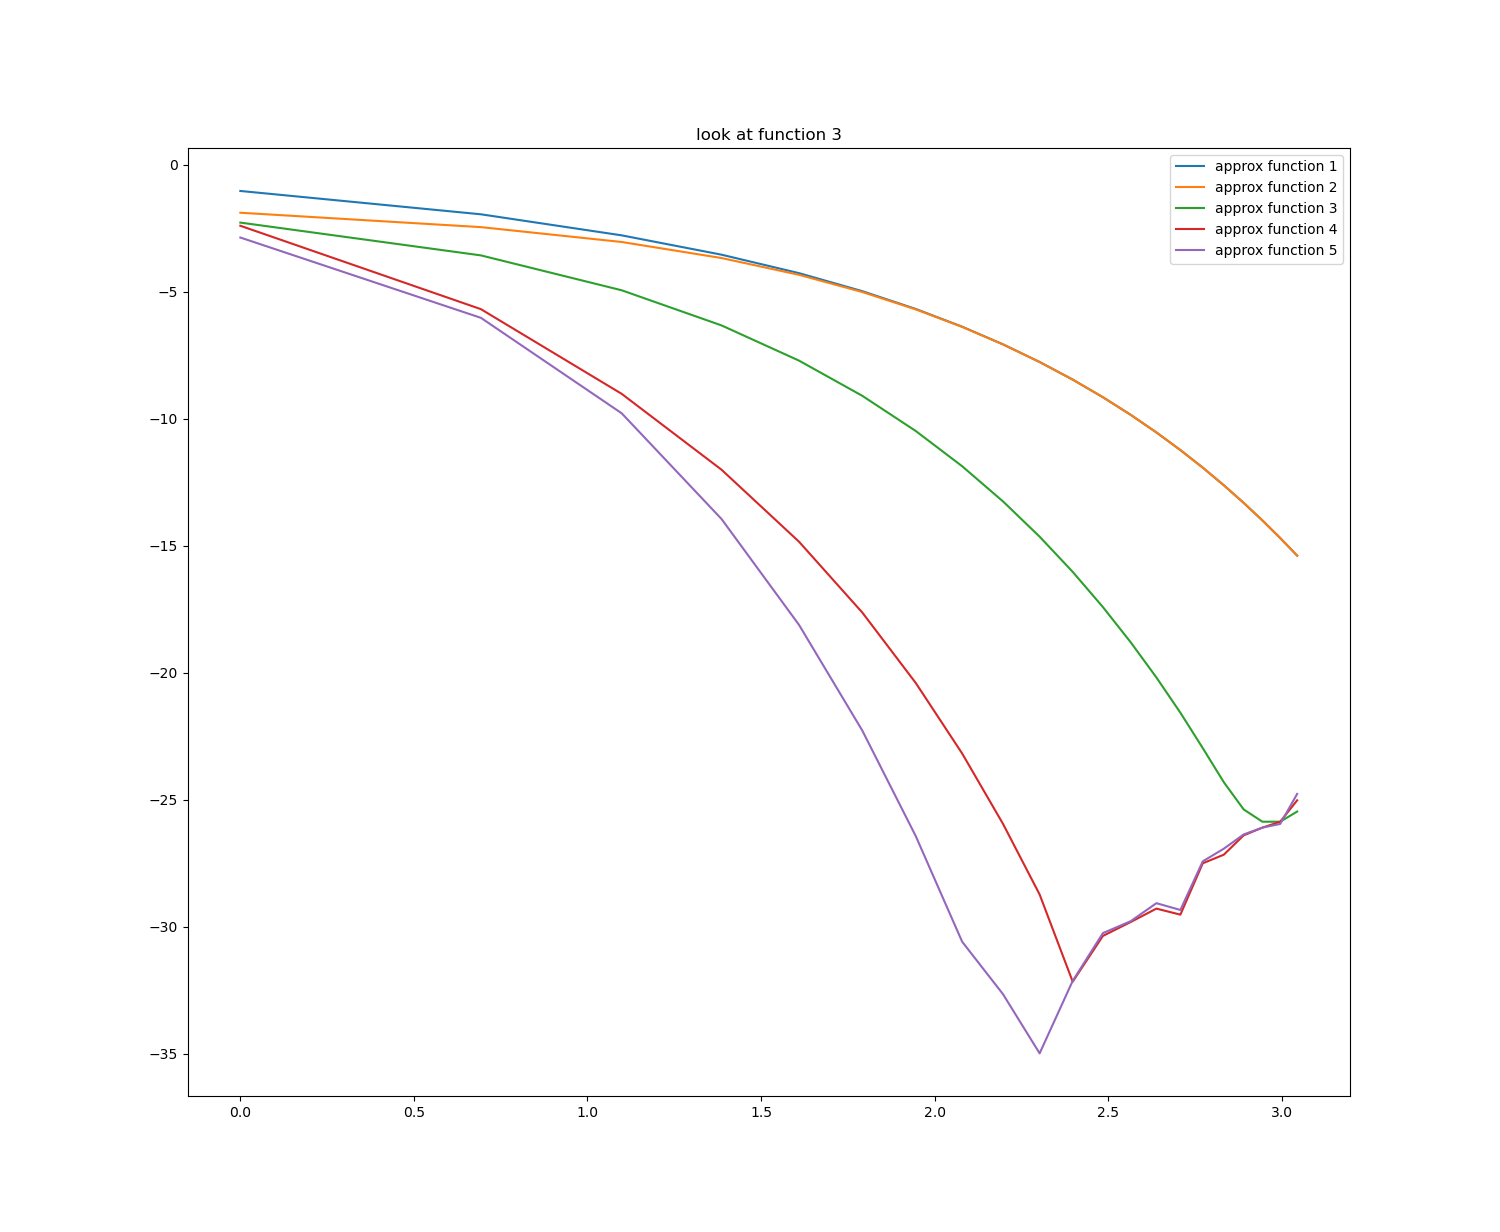 look at function 3
approx function 1
approx function 2
approx function 3
approx function 4
approx function 5
0
−5
−10
−15
−20
−25
−30
−35
0.0 0.5 1.0 1.5 2.0 2.5 3.0